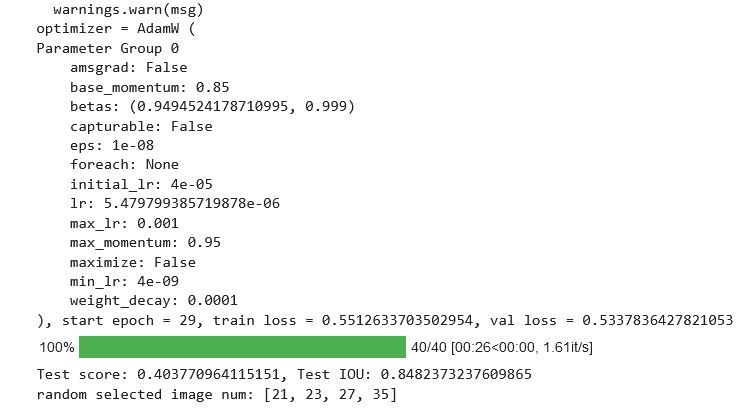 warnings.warn(msg)
optimizer = AdamW (
Parameter Group 0
    amsgrad: False
    base_momentum: 0.85
    betas: (0.9494524178710995, 0.999)
    capturable: False
    eps: 1e-08
    foreach: None
    initial_lr: 4e-05
    lr: 5.479799385719878e-06
    max_lr: 0.001
    max_momentum: 0.95
    maximize: False
    min_lr: 4e-09
    weight_decay: 0.0001
), start epoch = 29, train loss = 0.5512633703502954, val loss = 0.5337836427821053
100% 40/40 [00:26<00:00, 1.61it/s]
Test score: 0.403770964115151, Test IOU: 0.8482373237609865
random selected image num: [21, 23, 27, 35]